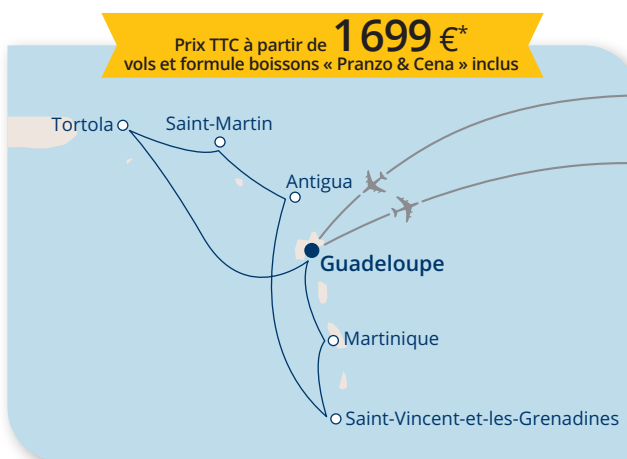 Prix TTC à partir de 1 699 €*
vols et formule boissons « Pranzo & Cena » inclus
Tortola
Saint-Martin
Antigua
Guadeloupe
Martinique
Saint-Vincent-et-les-Grenadines